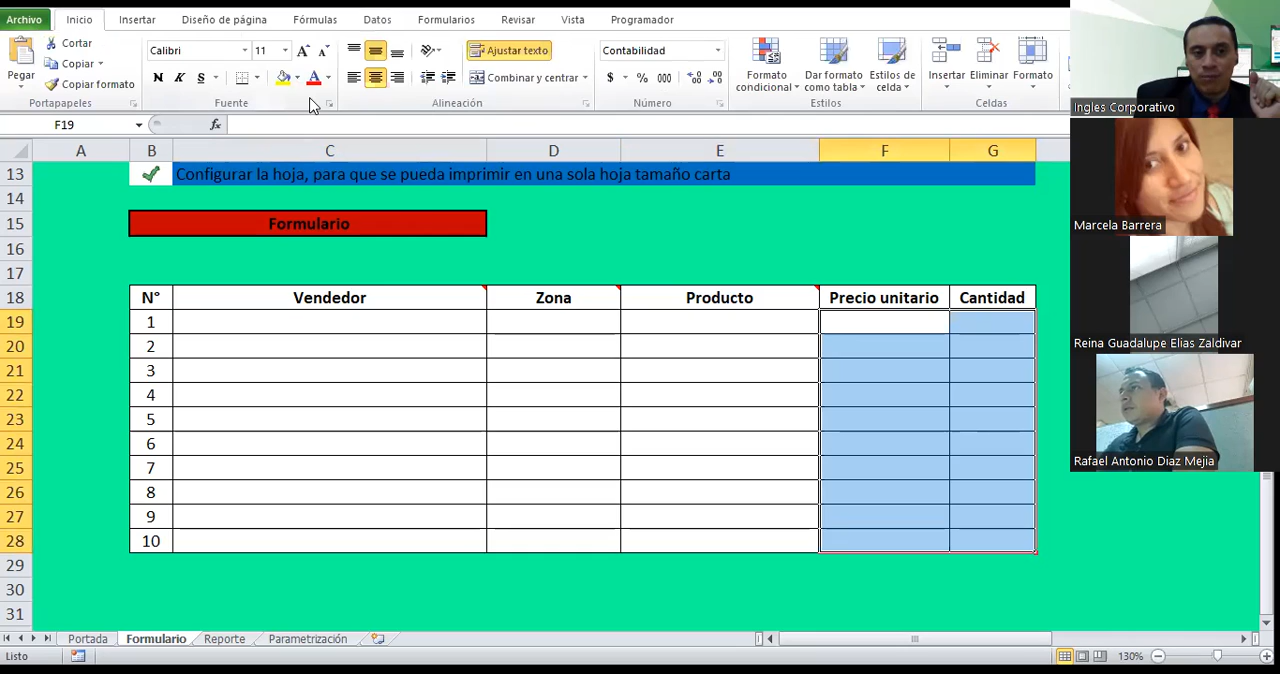 Archivo Inicio Insertar Diseño de página Fórmulas Datos Formularios Revisar Vista Programador
Pegar
Cortar
Copiar
Copiar formato
Portapapeles
Calibri 11
N K S
Fuente
Ajustar texto
Combinar y centrar
Alineación
Contabilidad
$ % 000
Número
Formato condicional
Dar formato como tabla
Estilos de celda
Estilos
Insertar Eliminar Formato
Celdas
F19 fx
A B C D E F G
13 Configurar la hoja, para que se pueda imprimir en una sola hoja tamaño carta
14
15 Formulario
16
17
18 N° Vendedor Zona Producto Precio unitario Cantidad
19 1
20 2
21 3
22 4
23 5
24 6
25 7
26 8
27 9
28 10
29
30
31
Portada Formulario Reporte Parametrización
Listo 130%
Ingles Corporativo
Marcela Barrera
Reina Guadalupe Elias Zaldivar
Rafael Antonio Diaz Mejia